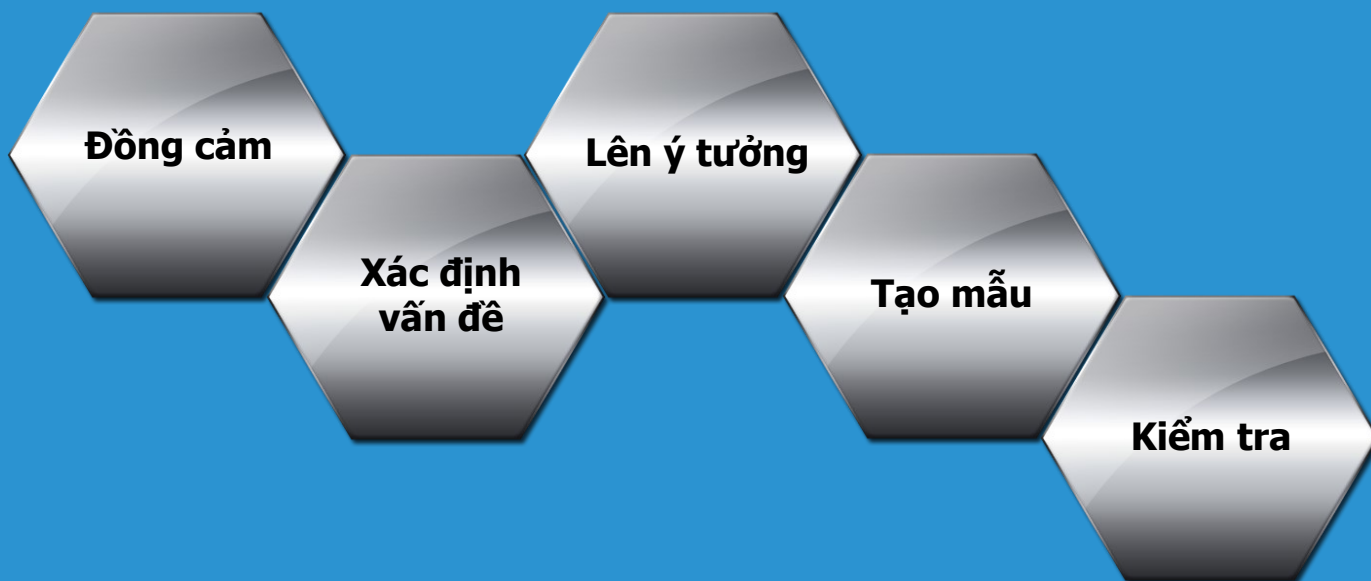 Đồng cảm
Xác định
vấn đề
Lên ý tưởng
Tạo mẫu
Kiểm tra